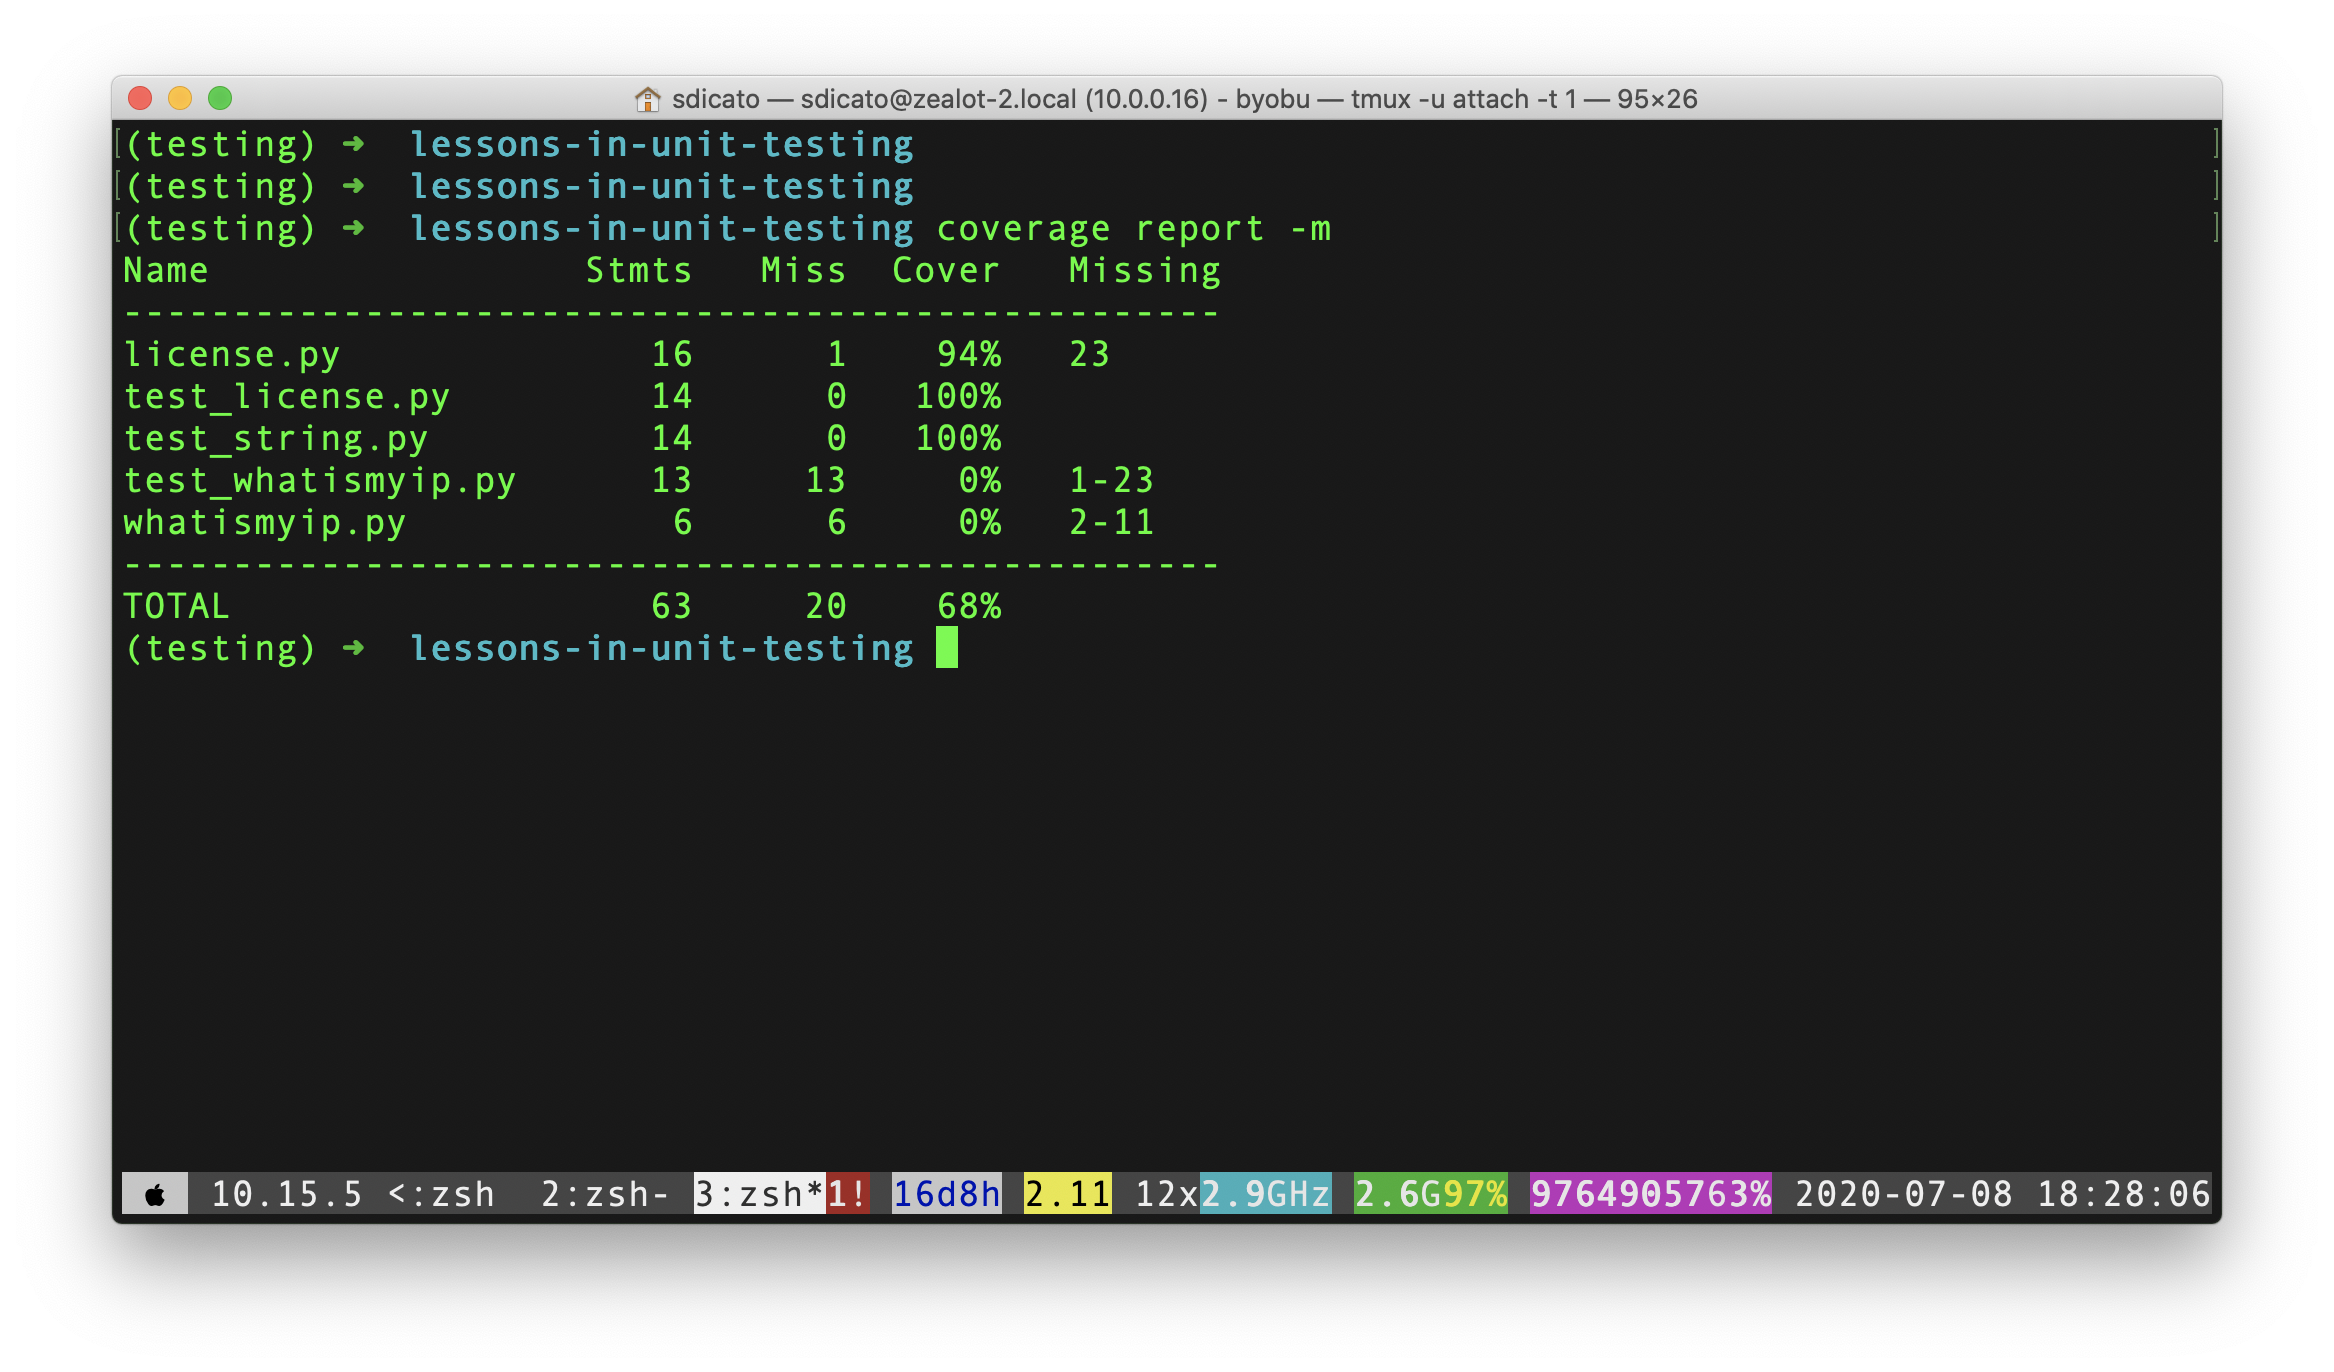 sdicato — sdicato@zealot-2.local (10.0.0.16) - byobu — tmux -u attach -t 1 — 95×26
[(testing) ➜  lessons-in-unit-testing ]
[(testing) ➜  lessons-in-unit-testing ]
[(testing) ➜  lessons-in-unit-testing coverage report -m ]
Name                 Stmts   Miss  Cover   Missing
--------------------------------------------------
license.py              16      1    94%   23
test_license.py         14      0   100%
test_string.py          14      0   100%
test_whatismyip.py      13     13     0%   1-23
whatismyip.py            6      6     0%   2-11
--------------------------------------------------
TOTAL                   63     20    68%
(testing) ➜  lessons-in-unit-testing
10.15.5 <:zsh  2:zsh- 3:zsh*1! 16d8h 2.11 12x2.9GHz 2.6G97% 9764905763% 2020-07-08 18:28:06